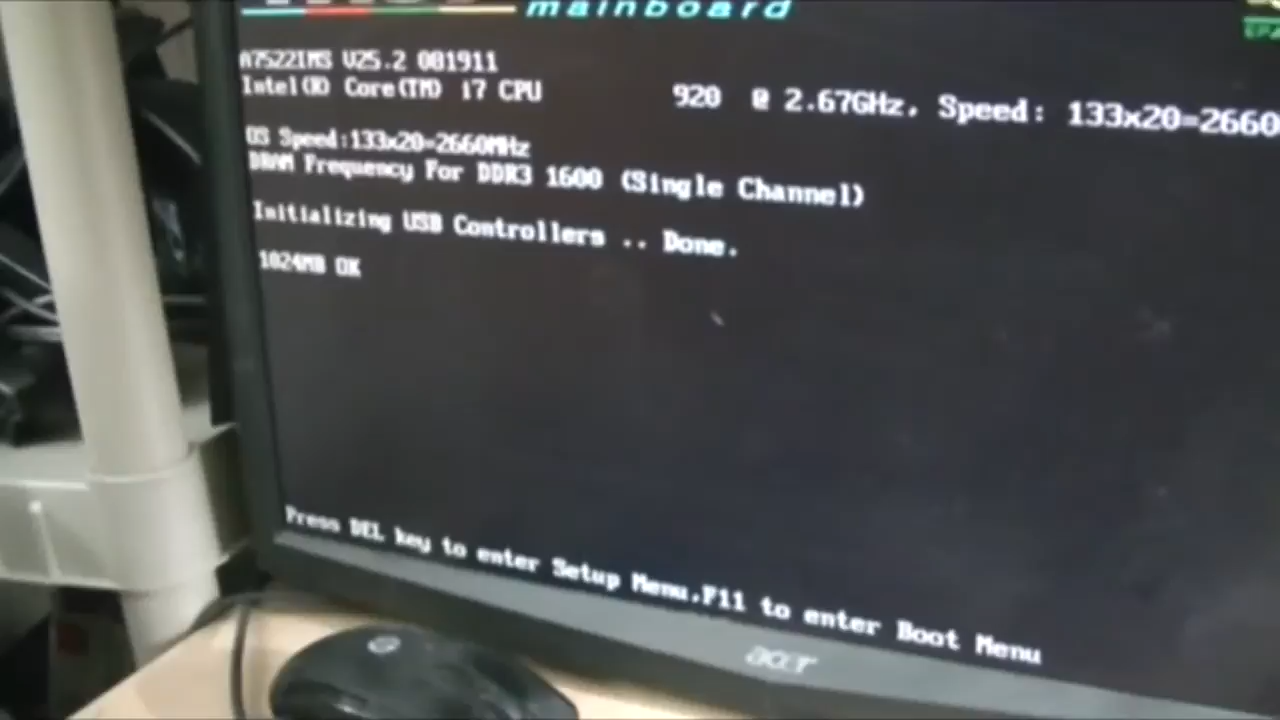 mainboard
A7522IMS V25.2 081911
Intel(R) Core(TM) i7 CPU 920 @ 2.67GHz, Speed: 133x20=2660
OS Speed:133x20=2660MHz
DRAM Frequency For DDR3 1600 (Single Channel)
Initializing USB Controllers .. Done.
1024MB OK
Press DEL key to enter Setup Menu,F11 to enter Boot Menu
acer